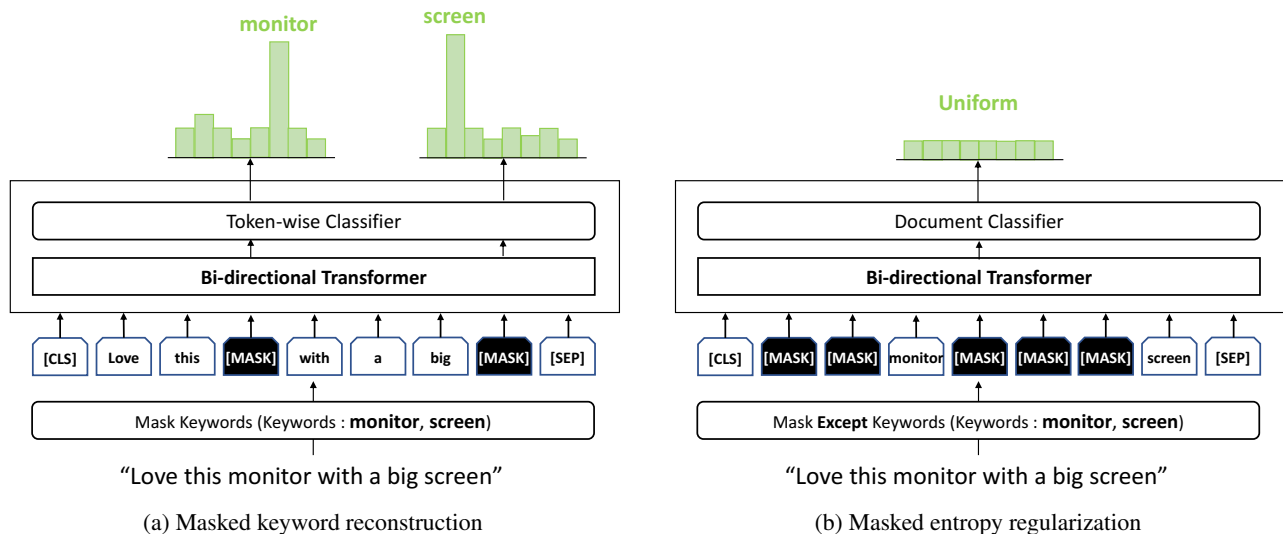 monitor
screen
Token-wise Classifier
Bi-directional Transformer
[CLS] Love this [MASK] with a big [MASK] [SEP]
Mask Keywords (Keywords : monitor, screen)
“Love this monitor with a big screen”
(a) Masked keyword reconstruction
Uniform
Document Classifier
Bi-directional Transformer
[CLS] [MASK] [MASK] monitor [MASK] [MASK] [MASK] screen [SEP]
Mask Except Keywords (Keywords : monitor, screen)
“Love this monitor with a big screen”
(b) Masked entropy regularization